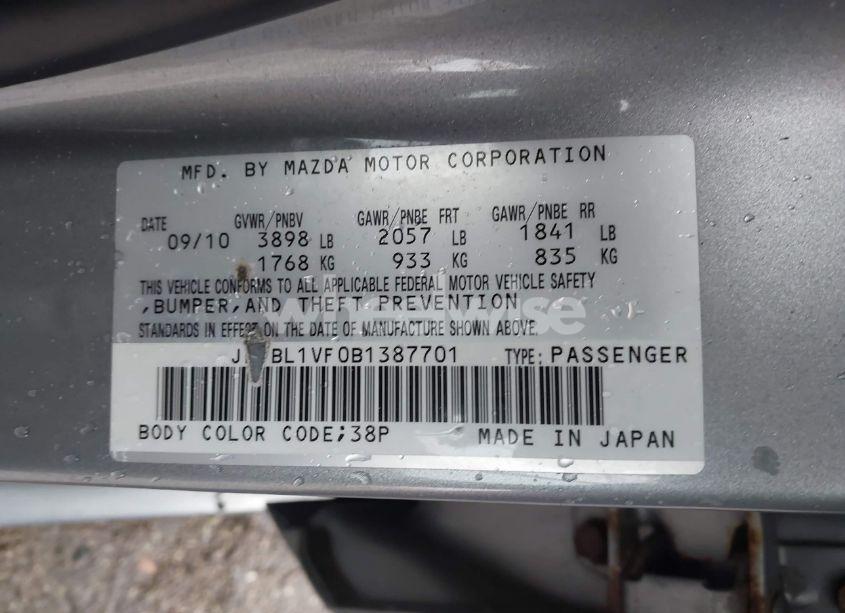 MFD. BY MAZDA MOTOR CORPORATION
DATE GVWR/PNBV GAWR/PNBE FRT GAWR/PNBE RR
09/10 3898 LB 2057 LB 1841 LB
1768 KG 933 KG 835 KG
THIS VEHICLE CONFORMS TO ALL APPLICABLE FEDERAL MOTOR VEHICLE SAFETY
,BUMPER,AND THEFT PREVENTION
wheelwise
STANDARDS IN EFFECT ON THE DATE OF MANUFACTURE SHOWN ABOVE.
BL1VF0B1387701 TYPE: PASSENGER
BODY COLOR CODE;38P MADE IN JAPAN